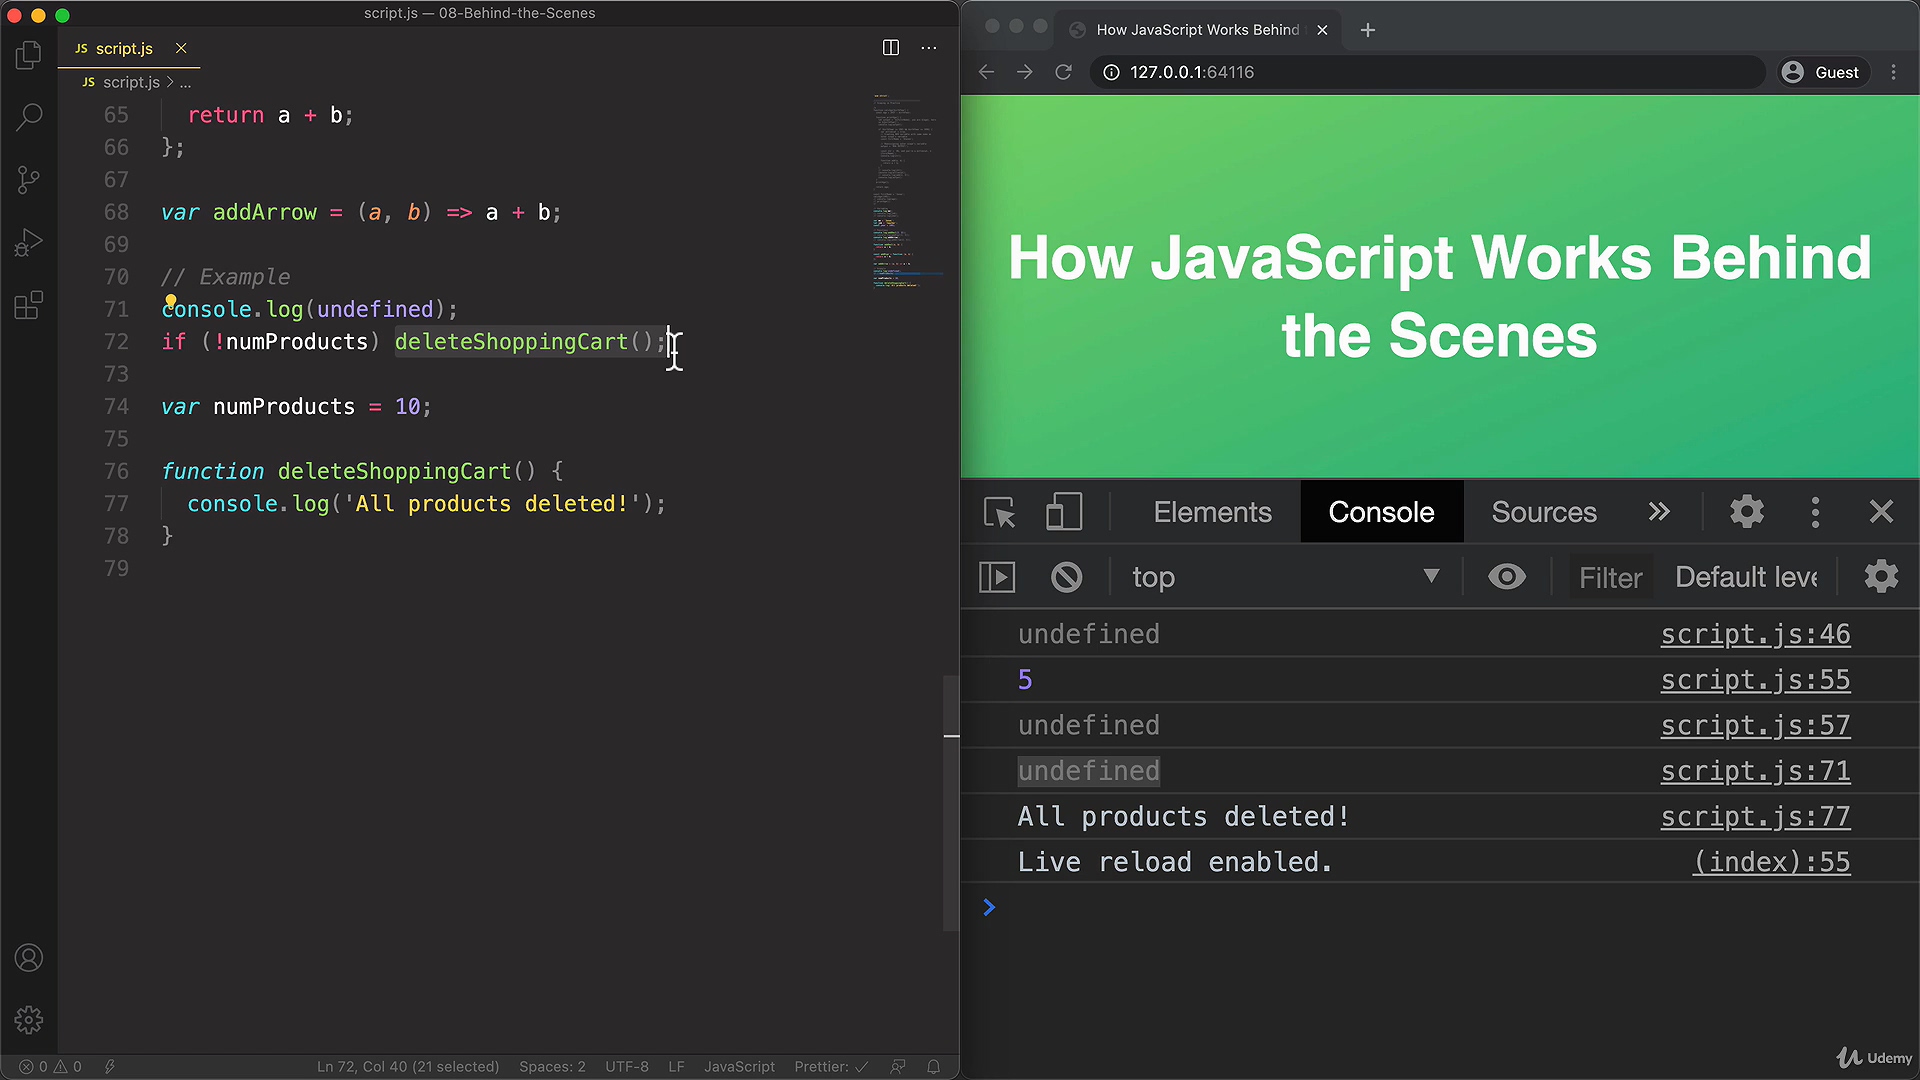 script.js — 08-Behind-the-Scenes
JS script.js
JS script.js > ...
65 return a + b;
66 };
67
68 var addArrow = (a, b) => a + b;
69
70 // Example
71 console.log(undefined);
72 if (!numProducts) deleteShoppingCart();
73
74 var numProducts = 10;
75
76 function deleteShoppingCart() {
77 console.log('All products deleted!');
78 }
79
0 0
Ln 72, Col 40 (21 selected) Spaces: 2 UTF-8 LF JavaScript Prettier: ✓
How JavaScript Works Behind
127.0.0.1:64116
Guest
How JavaScript Works Behind
the Scenes
Elements Console Sources
top Filter Default leve
undefined script.js:46
5 script.js:55
undefined script.js:57
undefined script.js:71
All products deleted! script.js:77
Live reload enabled. (index):55
Udemy